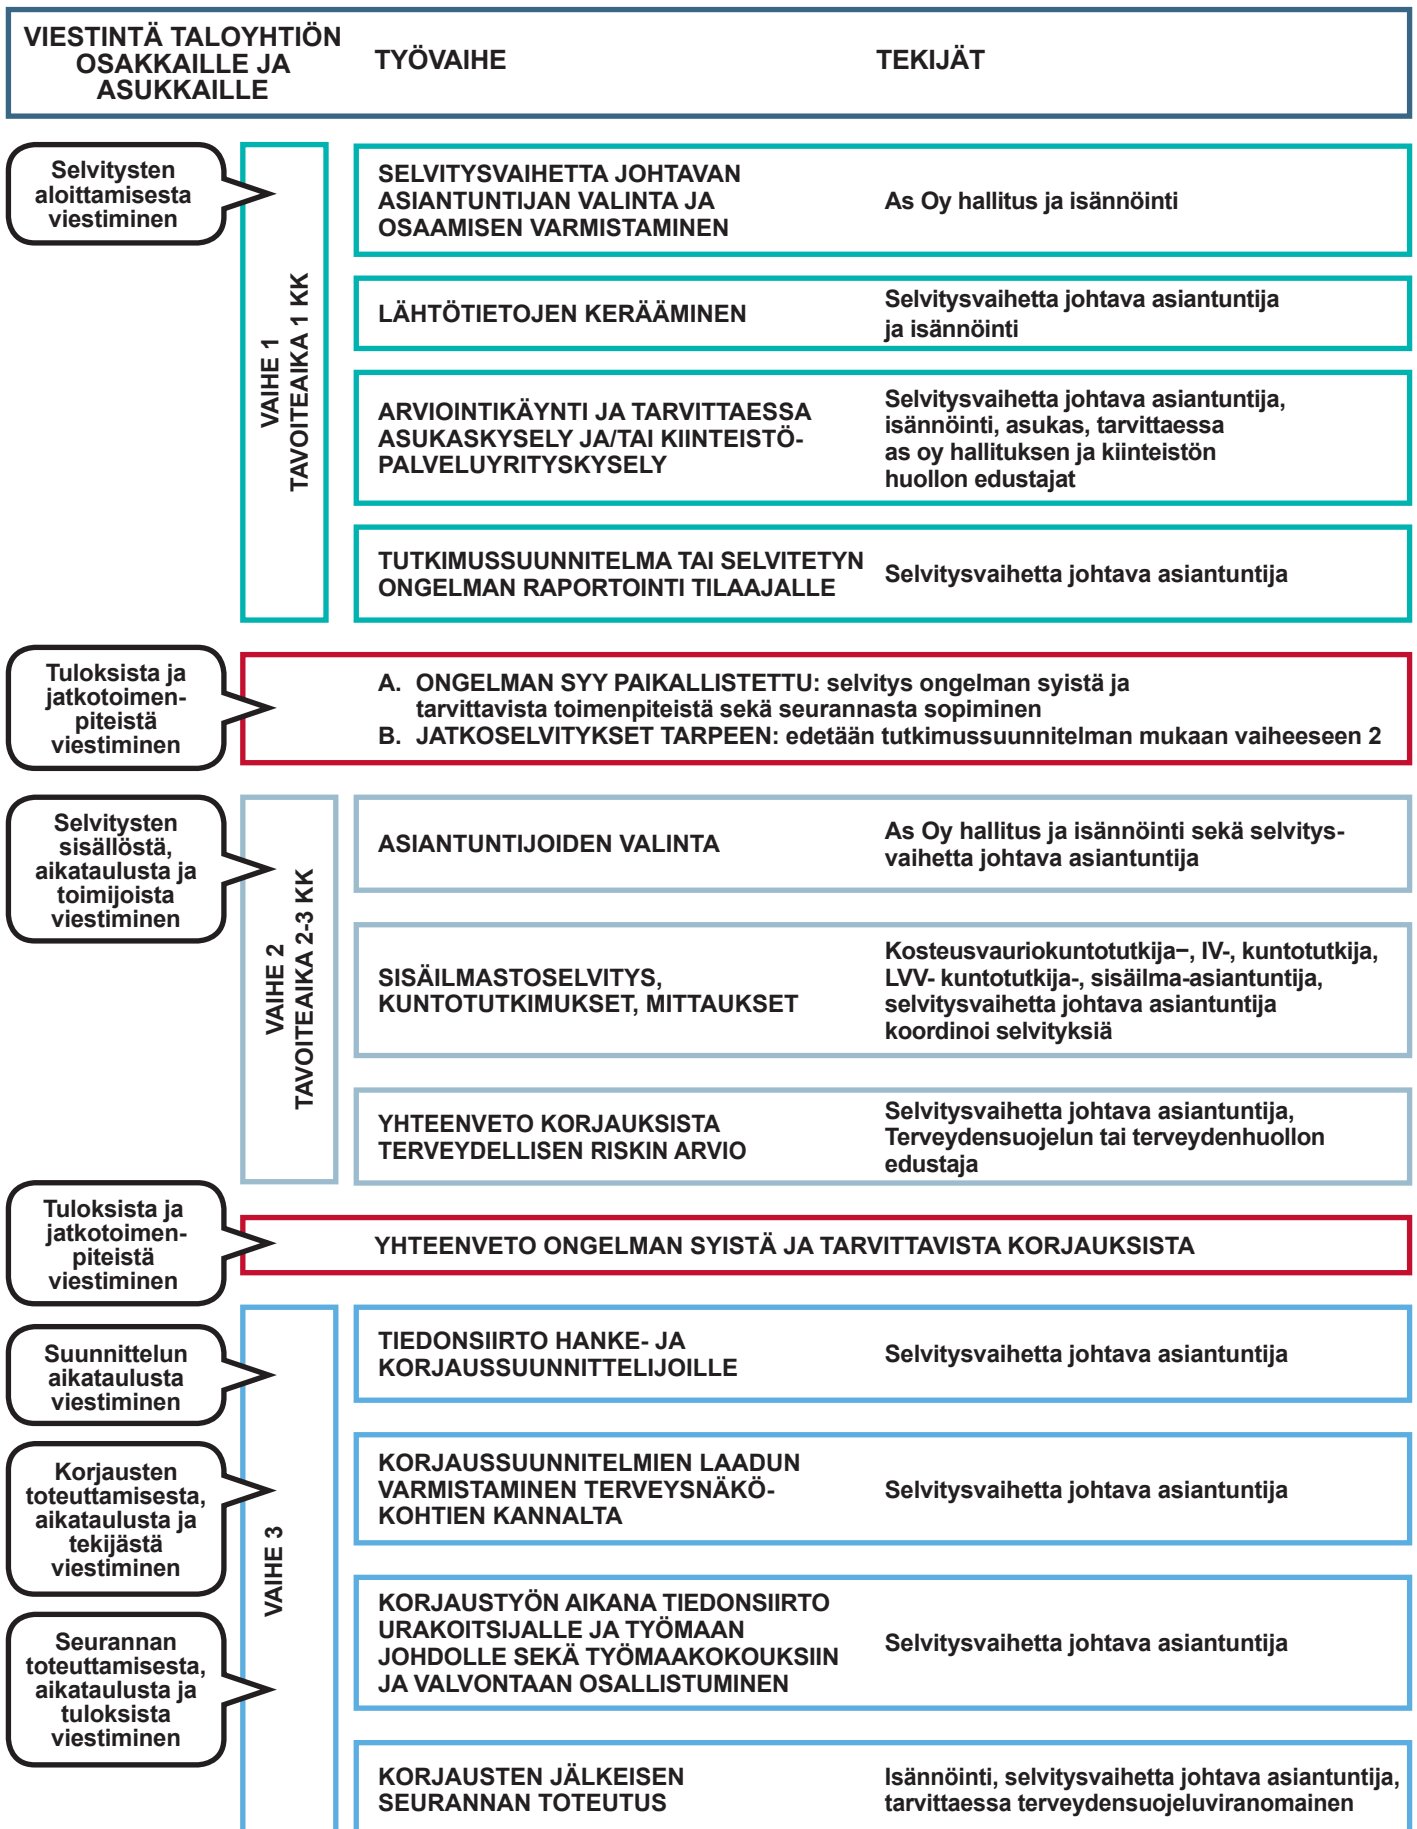 VIESTINTÄ TALOYHTIÖN
OSAKKAILLE JA
ASUKKAILLE
TYÖVAIHE
TEKIJÄT
Selvitysten
aloittamisesta
viestiminen
VAIHE 1
TAVOITEAIKA 1 KK
SELVITYSVAIHETTA JOHTAVAN
ASIANTUNTIJAN VALINTA JA
OSAAMISEN VARMISTAMINEN
As Oy hallitus ja isännöinti
LÄHTÖTIETOJEN KERÄÄMINEN
Selvitysvaihetta johtava asiantuntija
ja isännöinti
ARVIOINTIKÄYNTI JA TARVITTAESSA
ASUKASKYSELY JA/TAI KIINTEISTÖ-
PALVELUYRITYSKYSELY
Selvitysvaihetta johtava asiantuntija,
isännöinti, asukas, tarvittaessa
as oy hallituksen ja kiinteistön
huollon edustajat
TUTKIMUSSUUNNITELMA TAI SELVITETYN
ONGELMAN RAPORTOINTI TILAAJALLE
Selvitysvaihetta johtava asiantuntija
Tuloksista ja
jatkotoimen-
piteistä
viestiminen
A. ONGELMAN SYY PAIKALLISTETTU: selvitys ongelman syistä ja
tarvittavista toimenpiteistä sekä seurannasta sopiminen
B. JATKOSELVITYKSET TARPEEN: edetään tutkimussuunnitelman mukaan vaiheeseen 2
Selvitysten
sisällöstä,
aikataulusta ja
toimijoista
viestiminen
VAIHE 2
TAVOITEAIKA 2-3 KK
ASIANTUNTIJOIDEN VALINTA
As Oy hallitus ja isännöinti sekä selvitys-
vaihetta johtava asiantuntija
SISÄILMASTOSELVITYS,
KUNTOTUTKIMUKSET, MITTAUKSET
Kosteusvauriokuntotutkija−, IV-, kuntotutkija,
LVV- kuntotutkija-, sisäilma-asiantuntija,
selvitysvaihetta johtava asiantuntija
koordinoi selvityksiä
YHTEENVETO KORJAUKSISTA
TERVEYDELLISEN RISKIN ARVIO
Selvitysvaihetta johtava asiantuntija,
Terveydensuojelun tai terveydenhuollon
edustaja
Tuloksista ja
jatkotoimen-
piteistä
viestiminen
YHTEENVETO ONGELMAN SYISTÄ JA TARVITTAVISTA KORJAUKSISTA
Suunnittelun
aikataulusta
viestiminen
Korjausten
toteuttamisesta,
aikataulusta ja
tekijästä
viestiminen
Seurannan
toteuttamisesta,
aikataulusta ja
tuloksista
viestiminen
VAIHE 3
TIEDONSIIRTO HANKE- JA
KORJAUSSUUNNITTELIJOILLE
Selvitysvaihetta johtava asiantuntija
KORJAUSSUUNNITELMIEN LAADUN
VARMISTAMINEN TERVEYSNÄKÖ-
KOHTIEN KANNALTA
Selvitysvaihetta johtava asiantuntija
KORJAUSTYÖN AIKANA TIEDONSIIRTO
URAKOITSIJALLE JA TYÖMAAN
JOHDOLLE SEKÄ TYÖMAAKOKOUKSIIN
JA VALVONTAAN OSALLISTUMINEN
Selvitysvaihetta johtava asiantuntija
KORJAUSTEN JÄLKEISEN
SEURANNAN TOTEUTUS
Isännöinti, selvitysvaihetta johtava asiantuntija,
tarvittaessa terveydensuojeluviranomainen